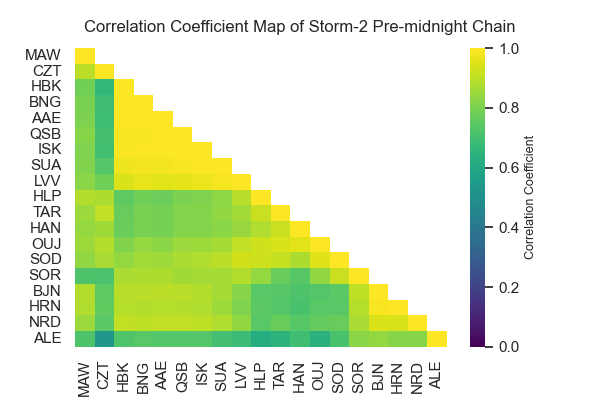 Correlation Coefficient Map of Storm-2 Pre-midnight Chain
MAW
CZT
HBK
BNG
AAE
QSB
ISK
SUA
LVV
HLP
TAR
HAN
OUJ
SOD
SOR
BJN
HRN
NRD
ALE
MAW
CZT
HBK
BNG
AAE
QSB
ISK
SUA
LVV
HLP
TAR
HAN
OUJ
SOD
SOR
BJN
HRN
NRD
ALE
1.0
0.8
0.6
0.4
0.2
0.0
Correlation Coefficient